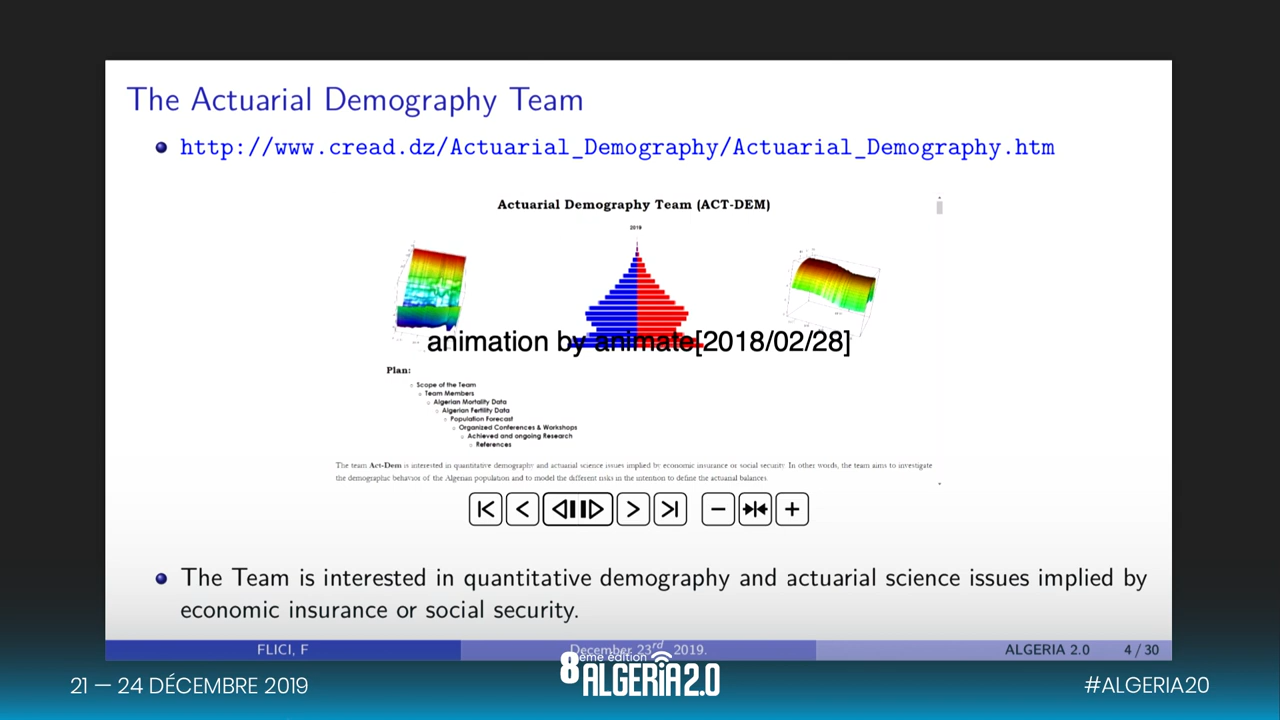 The Actuarial Demography Team
http://www.cread.dz/Actuarial_Demography/Actuarial_Demography.htm
Actuarial Demography Team (ACT-DEM)
2019
animation by animate[2018/02/28]
Plan:
Scope of the Team
Team Members
Algerian Mortality Data
Algerian Fertility Data
Population Forecast
Organized Conferences & Workshops
Achieved and ongoing Research
References
The team Act-Dem is interested in quantitative demography and actuarial science issues implied by economic insurance or social security. In other words, the team aims to investigate
the demographic behavior of the Algerian population and to model the different risks in the intention to define the actuarial balances.
The Team is interested in quantitative demography and actuarial science issues implied by
economic insurance or social security.
FLICI, F
December 23rd, 2019.
ALGERIA 2.0
4 / 30
21 — 24 DÉCEMBRE 2019
8ème édition
ALGERIA 2.0
#ALGERIA20